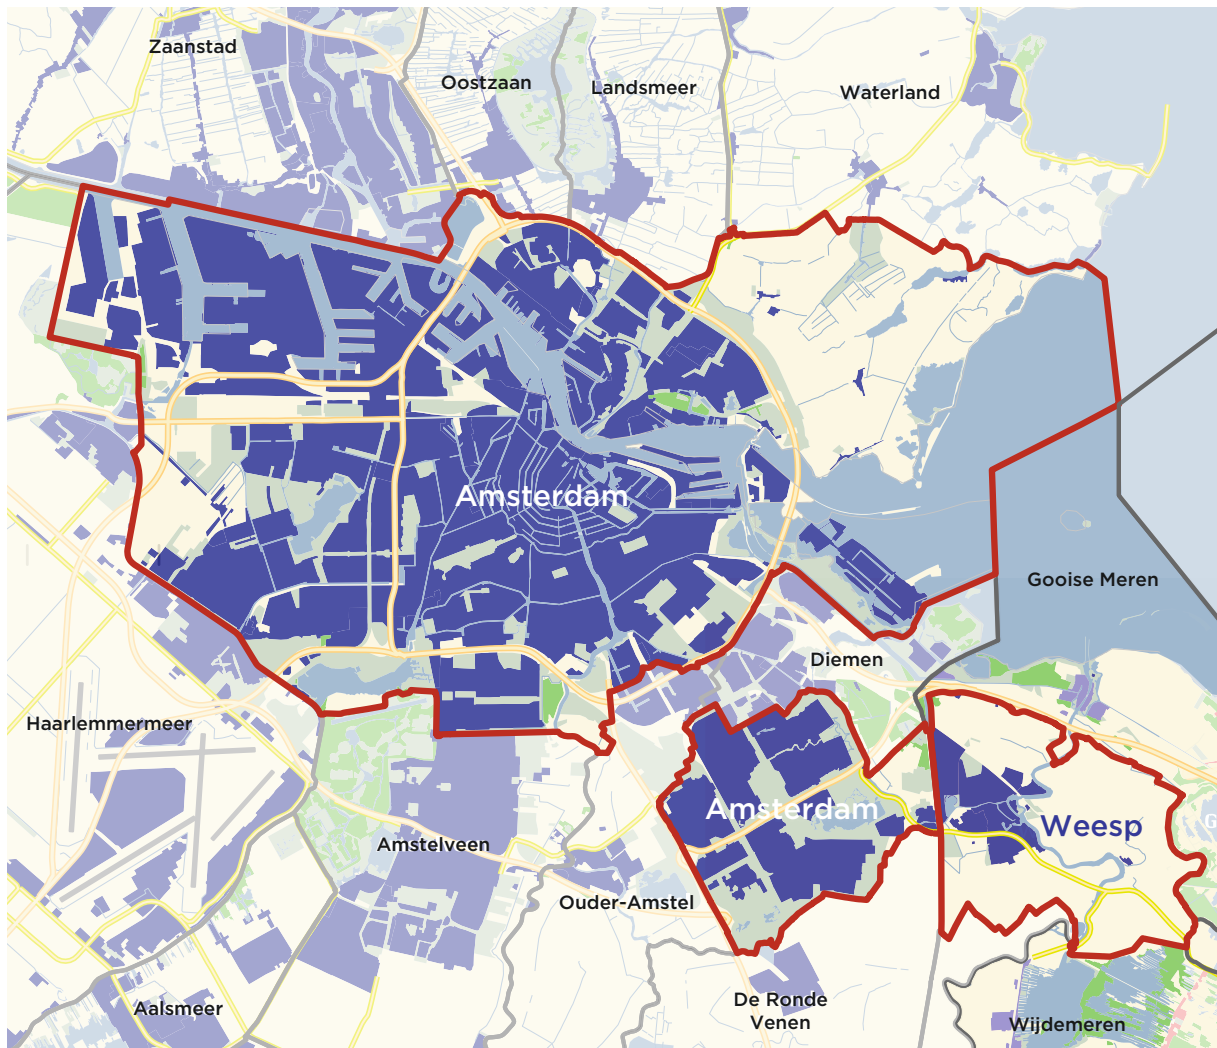 Zaanstad
Oostzaan
Landsmeer
Waterland
Amsterdam
Gooise Meren
Diemen
Haarlemmermeer
Amsterdam
Weesp
G
Amstelveen
Ouder-Amstel
De Ronde
Venen
Aalsmeer
Wijdemeren